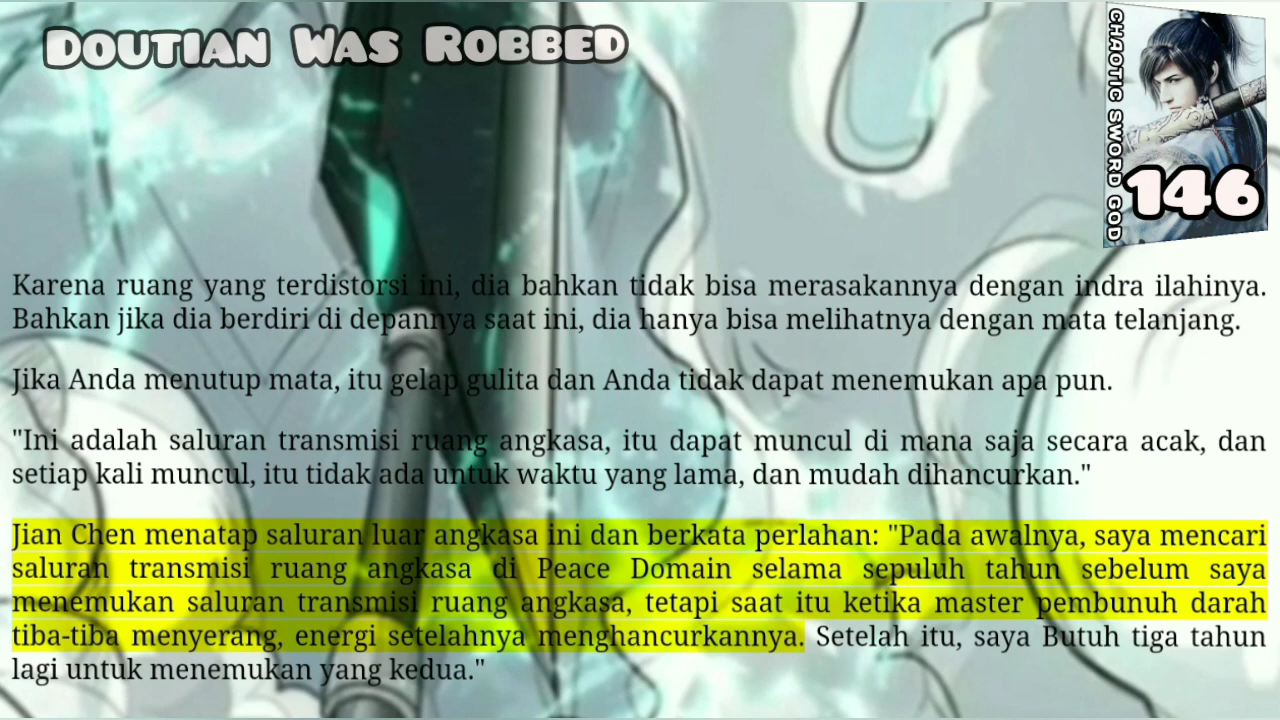 Doutian Was Robbed
CHAOTIC SWORD GOD
146
Karena ruang yang terdistorsi ini, dia bahkan tidak bisa merasakannya dengan indra ilahinya.
Bahkan jika dia berdiri di depannya saat ini, dia hanya bisa melihatnya dengan mata telanjang.
Jika Anda menutup mata, itu gelap gulita dan Anda tidak dapat menemukan apa pun.
"Ini adalah saluran transmisi ruang angkasa, itu dapat muncul di mana saja secara acak, dan
setiap kali muncul, itu tidak ada untuk waktu yang lama, dan mudah dihancurkan."
Jian Chen menatap saluran luar angkasa ini dan berkata perlahan: "Pada awalnya, saya mencari
saluran transmisi ruang angkasa di Peace Domain selama sepuluh tahun sebelum saya
menemukan saluran transmisi ruang angkasa, tetapi saat itu ketika master pembunuh darah
tiba-tiba menyerang, energi setelahnya menghancurkannya. Setelah itu, saya Butuh tiga tahun
lagi untuk menemukan yang kedua."